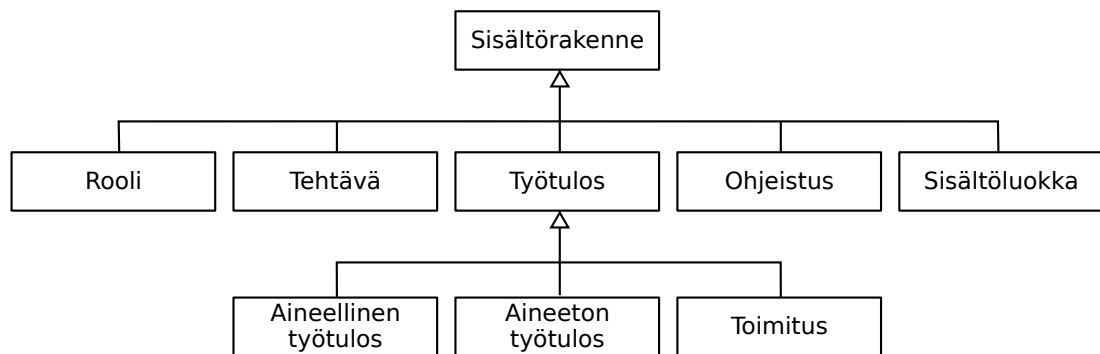 Sisältörakenne
Rooli
Tehtävä
Työtulos
Ohjeistus
Sisältöluokka
Aineellinen
työtulos
Aineeton
työtulos
Toimitus